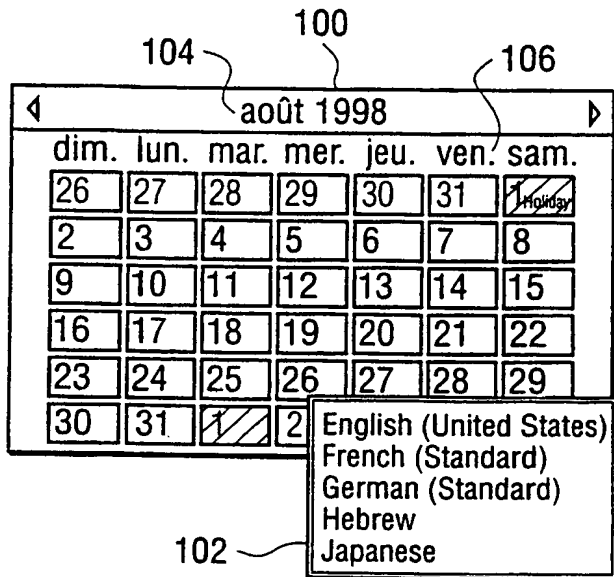 100
104
106
août 1998
dim. lun. mar. mer. jeu. ven. sam.
26 27 28 29 30 31 1 Holiday
2 3 4 5 6 7 8
9 10 11 12 13 14 15
16 17 18 19 20 21 22
23 24 25 26 27 28 29
30 31 1 2
English (United States)
French (Standard)
German (Standard)
Hebrew
Japanese
102